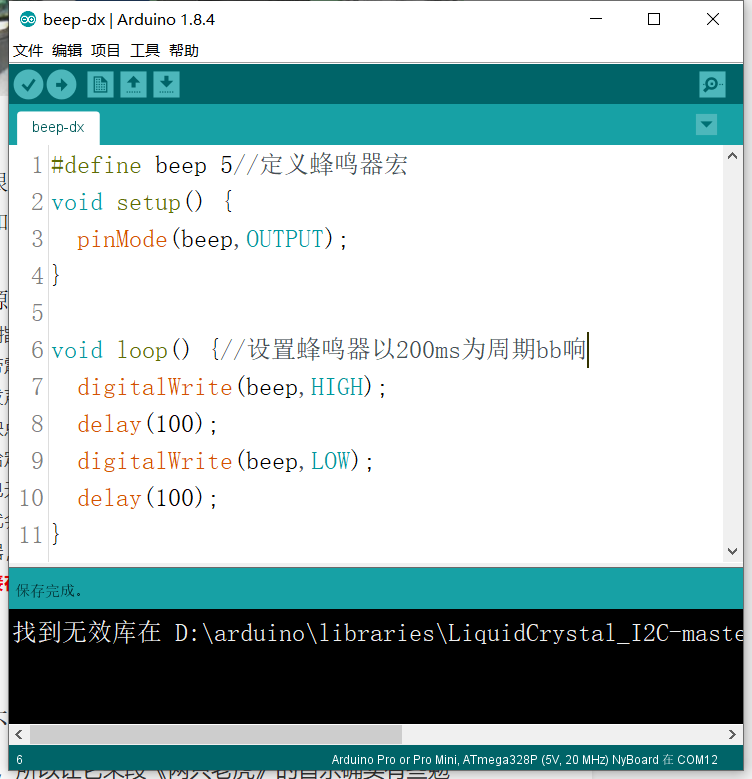 beep-dx | Arduino 1.8.4
文件 编辑 项目 工具 帮助
beep-dx
1 #define beep 5//定义蜂鸣器宏
2 void setup() {
3   pinMode(beep,OUTPUT);
4 }
5
6 void loop() {//设置蜂鸣器以200ms为周期bb响
7   digitalWrite(beep,HIGH);
8   delay(100);
9   digitalWrite(beep,LOW);
10   delay(100);
11 }
保存完成。
找到无效库在 D:\arduino\libraries\LiquidCrystal_I2C-maste
6 Arduino Pro or Pro Mini, ATmega328P (5V, 20 MHz) NyBoard 在 COM12